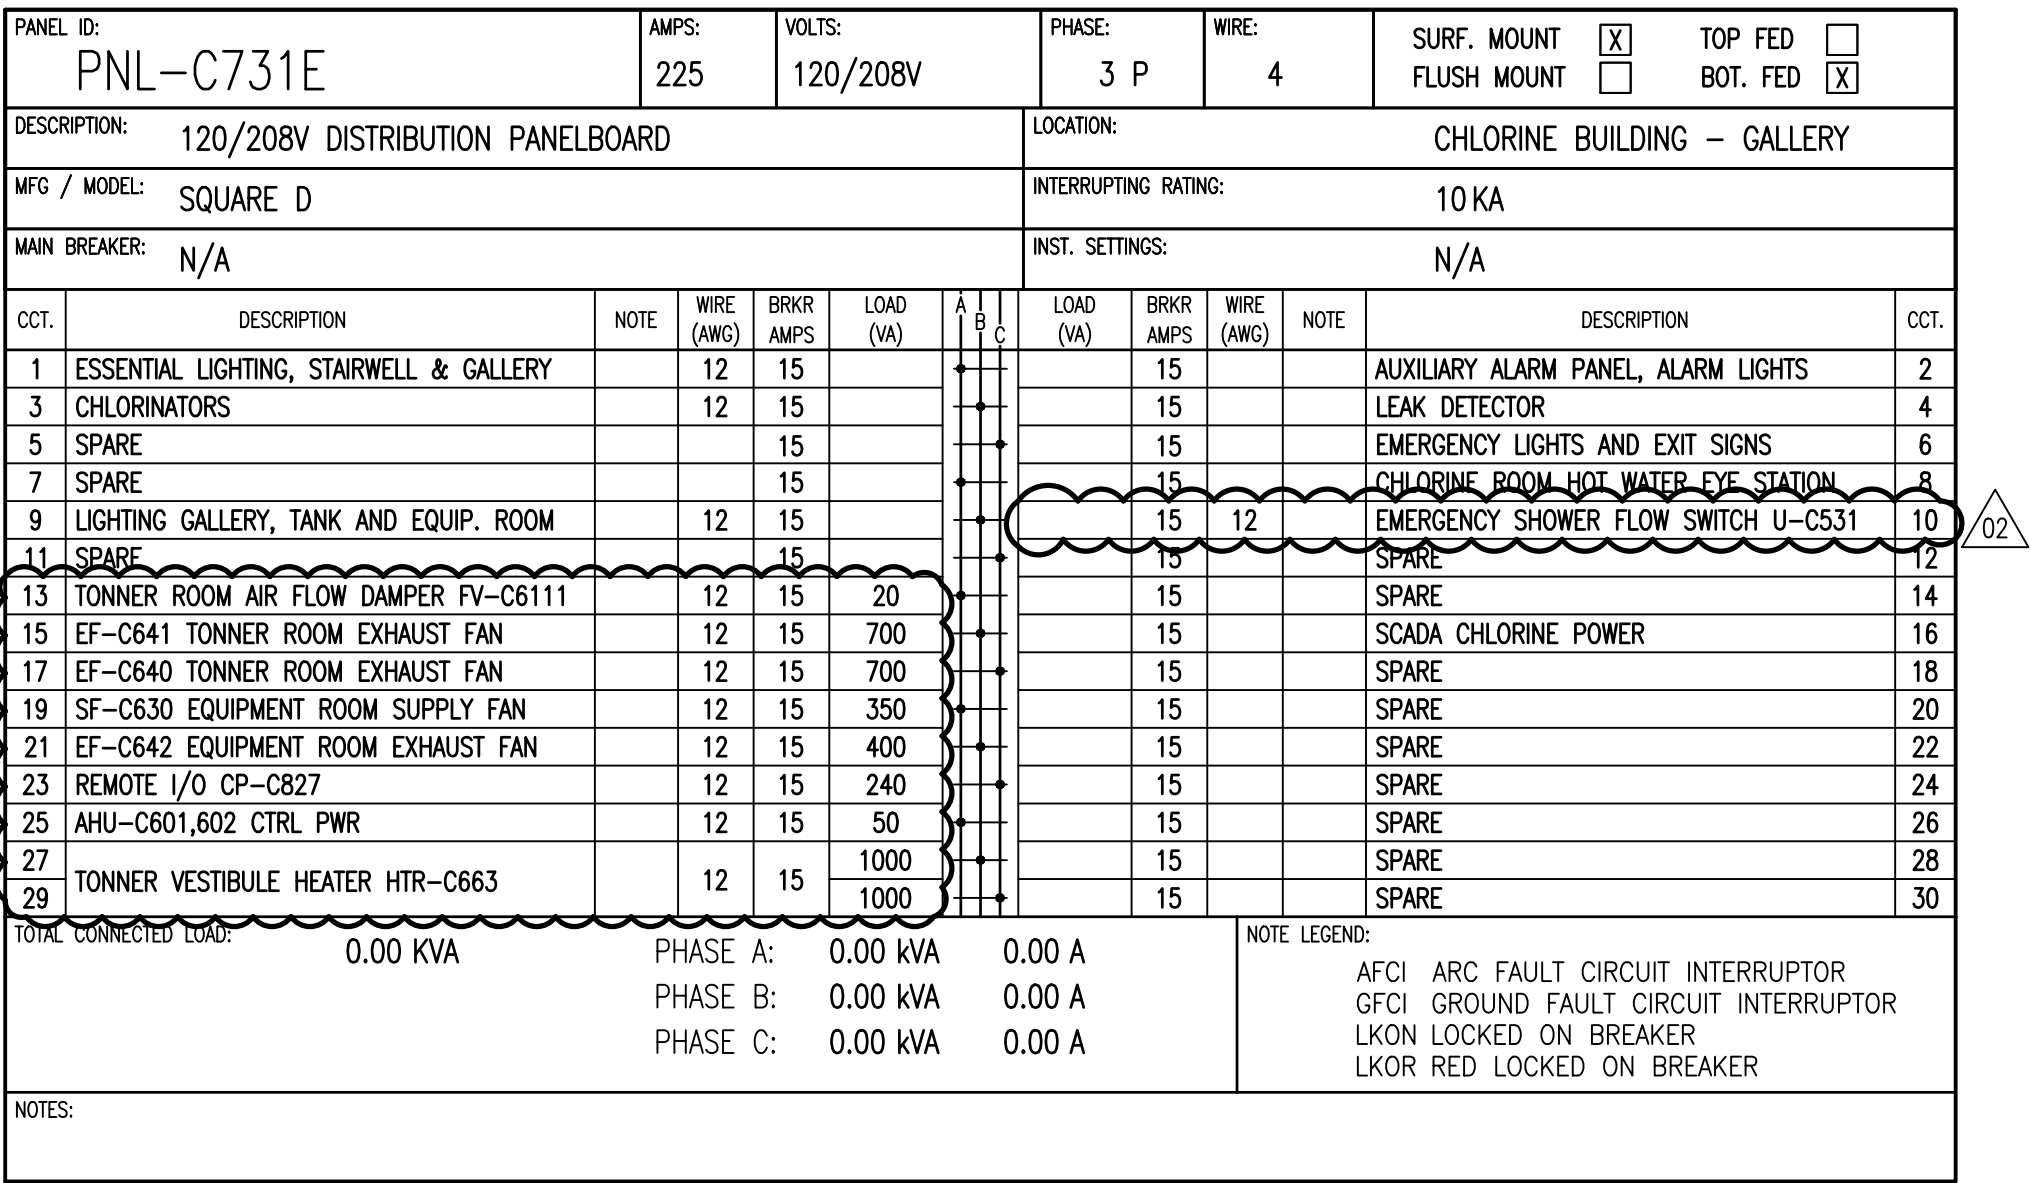 PANEL ID: AMPS: VOLTS: PHASE: WIRE: SURF. MOUNT X TOP FED
PNL-C731E 225 120/208V 3 P 4 FLUSH MOUNT BOT. FED X
DESCRIPTION: 120/208V DISTRIBUTION PANELBOARD LOCATION: CHLORINE BUILDING - GALLERY
MFG / MODEL: SQUARE D INTERRUPTING RATING: 10 KA
MAIN BREAKER: N/A INST. SETTINGS: N/A
CCT. DESCRIPTION NOTE WIRE (AWG) BRKR AMPS LOAD (VA) A B C LOAD (VA) BRKR AMPS WIRE (AWG) NOTE DESCRIPTION CCT.
1 ESSENTIAL LIGHTING, STAIRWELL & GALLERY 12 15 15 AUXILIARY ALARM PANEL, ALARM LIGHTS 2
3 CHLORINATORS 12 15 15 LEAK DETECTOR 4
5 SPARE 15 15 EMERGENCY LIGHTS AND EXIT SIGNS 6
7 SPARE 15 15 CHLORINE ROOM HOT WATER EYE STATION 8
9 LIGHTING GALLERY, TANK AND EQUIP. ROOM 12 15 15 12 EMERGENCY SHOWER FLOW SWITCH U-C531 10
02
11 SPARE 15 15 SPARE 12
13 TONNER ROOM AIR FLOW DAMPER FV-C6111 12 15 20 15 SPARE 14
15 EF-C641 TONNER ROOM EXHAUST FAN 12 15 700 15 SCADA CHLORINE POWER 16
17 EF-C640 TONNER ROOM EXHAUST FAN 12 15 700 15 SPARE 18
19 SF-C630 EQUIPMENT ROOM SUPPLY FAN 12 15 350 15 SPARE 20
21 EF-C642 EQUIPMENT ROOM EXHAUST FAN 12 15 400 15 SPARE 22
23 REMOTE I/O CP-C827 12 15 240 15 SPARE 24
25 AHU-C601,602 CTRL PWR 12 15 50 15 SPARE 26
27 1000 15 SPARE 28
TONNER VESTIBULE HEATER HTR-C663 12 15
29 1000 15 SPARE 30
TOTAL CONNECTED LOAD: 0.00 KVA PHASE A: 0.00 kVA 0.00 A
PHASE B: 0.00 kVA 0.00 A
PHASE C: 0.00 kVA 0.00 A
NOTE LEGEND:
AFCI ARC FAULT CIRCUIT INTERRUPTOR
GFCI GROUND FAULT CIRCUIT INTERRUPTOR
LKON LOCKED ON BREAKER
LKOR RED LOCKED ON BREAKER
NOTES: